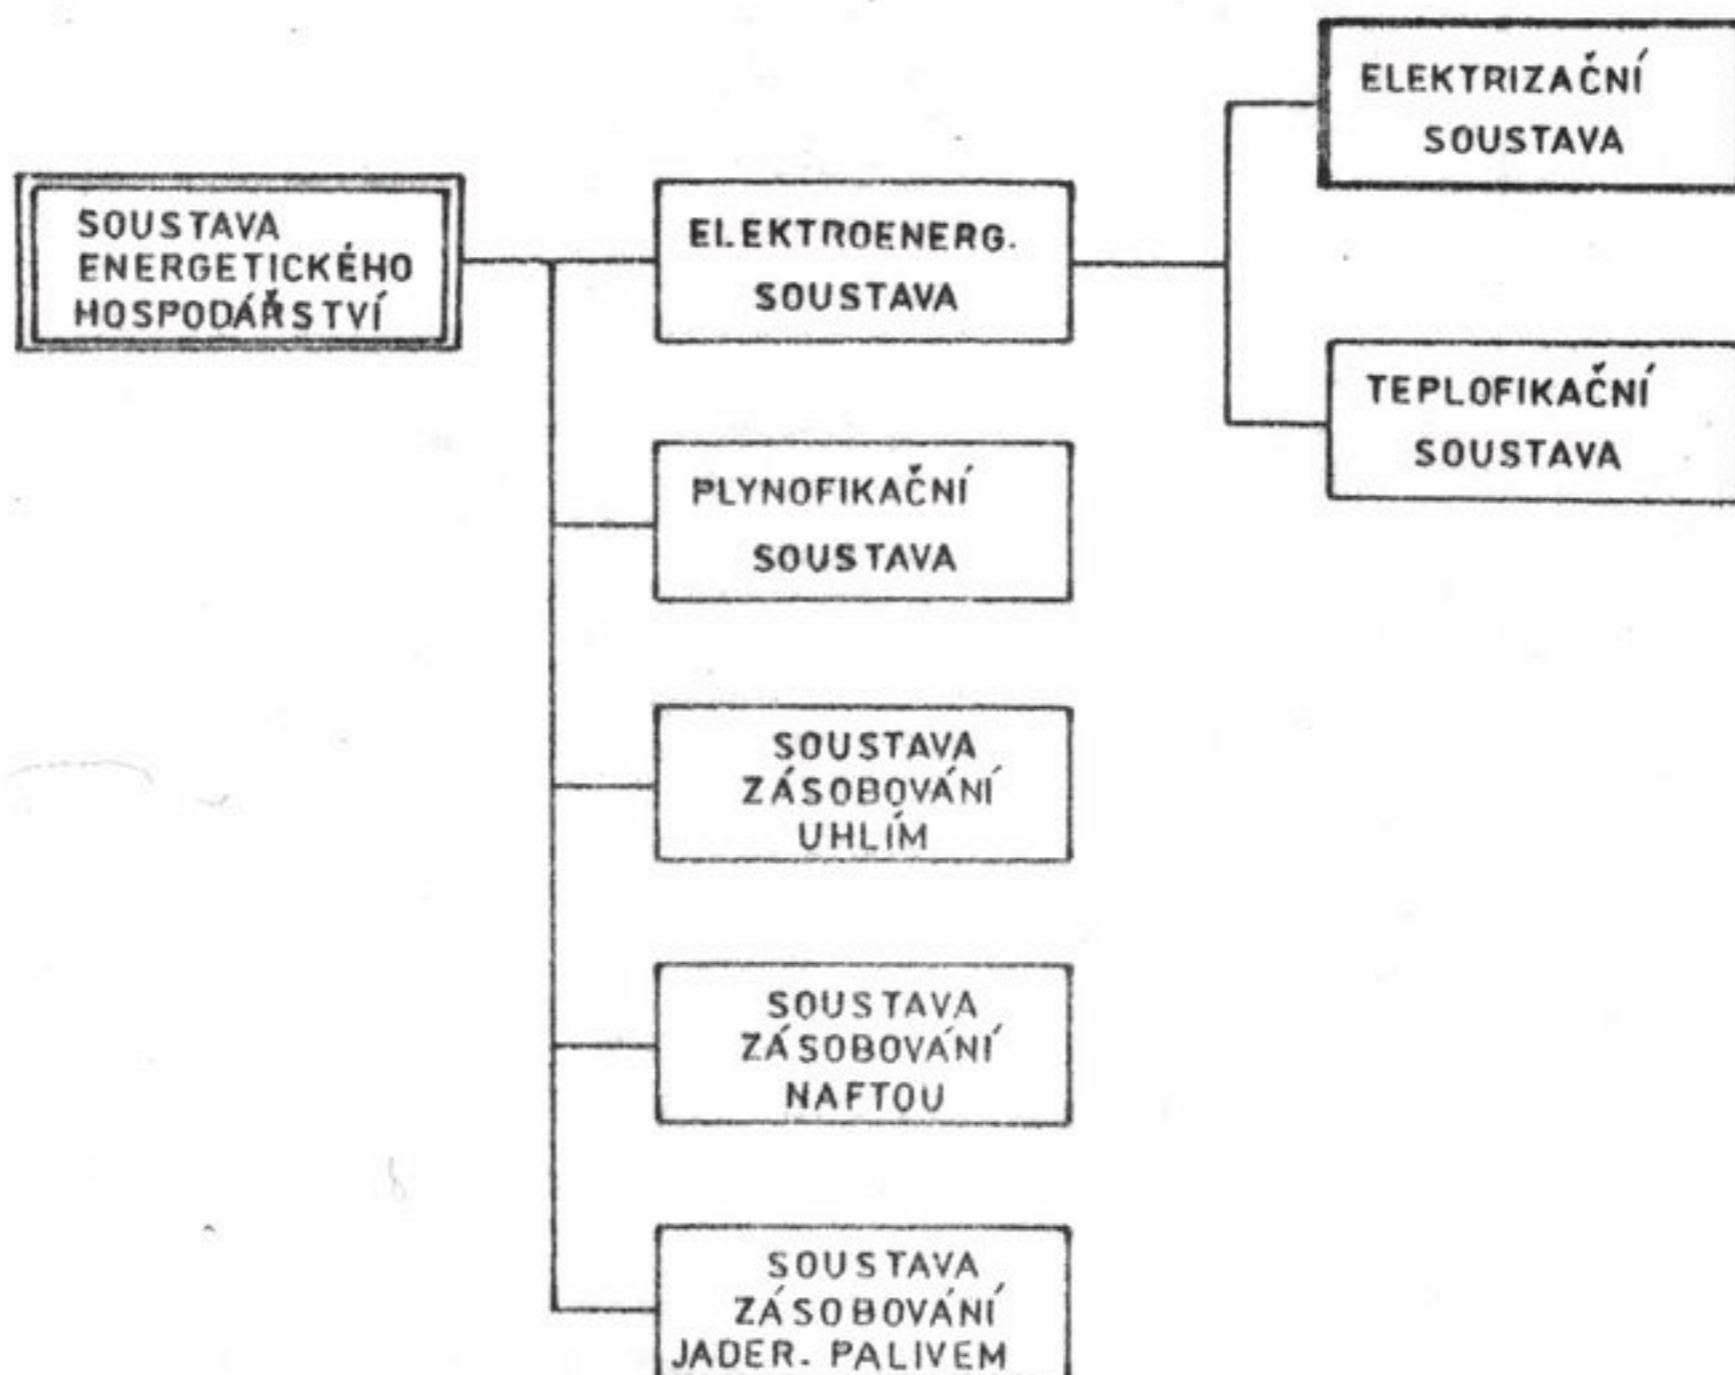 SOUSTAVA
ENERGETICKÉHO
HOSPODÁŘSTVÍ
ELEKTROENERG.
SOUSTAVA
ELEKTRIZAČNÍ
SOUSTAVA
TEPLOFIKAČNÍ
SOUSTAVA
PLYNOFIKAČNÍ
SOUSTAVA
SOUSTAVA
ZÁSOBOVÁNÍ
UHLÍM
SOUSTAVA
ZÁSOBOVÁNÍ
NAFTOU
SOUSTAVA
ZÁSOBOVÁNÍ
JADER. PALIVEM